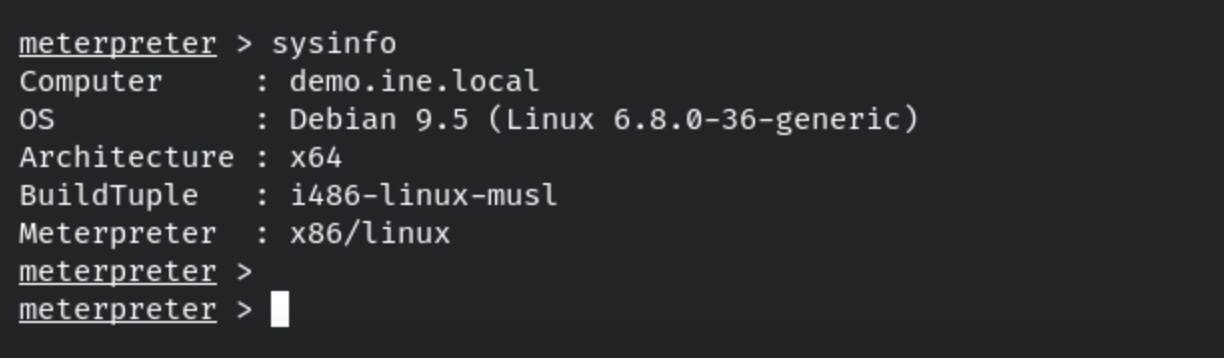 meterpreter > sysinfo
Computer     : demo.ine.local
OS           : Debian 9.5 (Linux 6.8.0-36-generic)
Architecture : x64
BuildTuple   : i486-linux-musl
Meterpreter  : x86/linux
meterpreter >
meterpreter >